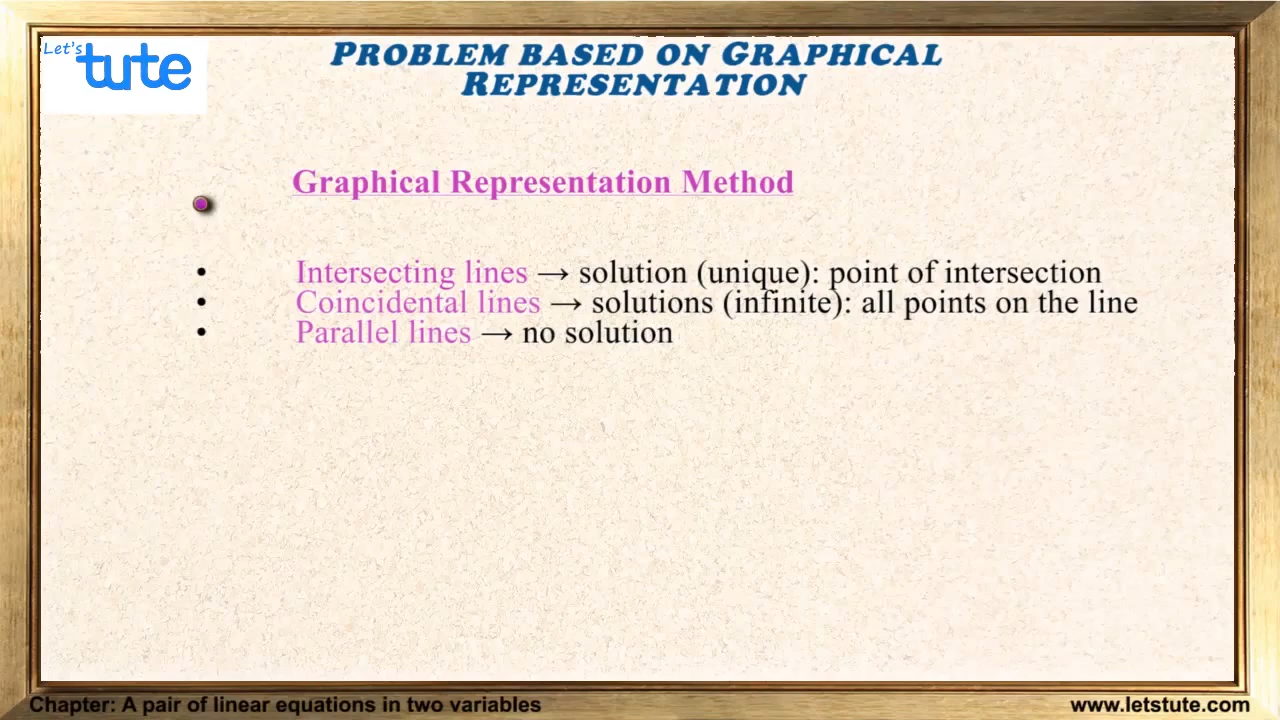 Let's
tute
PROBLEM BASED ON GRAPHICAL
REPRESENTATION
Graphical Representation Method
• Intersecting lines → solution (unique): point of intersection
• Coincidental lines → solutions (infinite): all points on the line
• Parallel lines → no solution
Chapter: A pair of linear equations in two variables
www.letstute.com